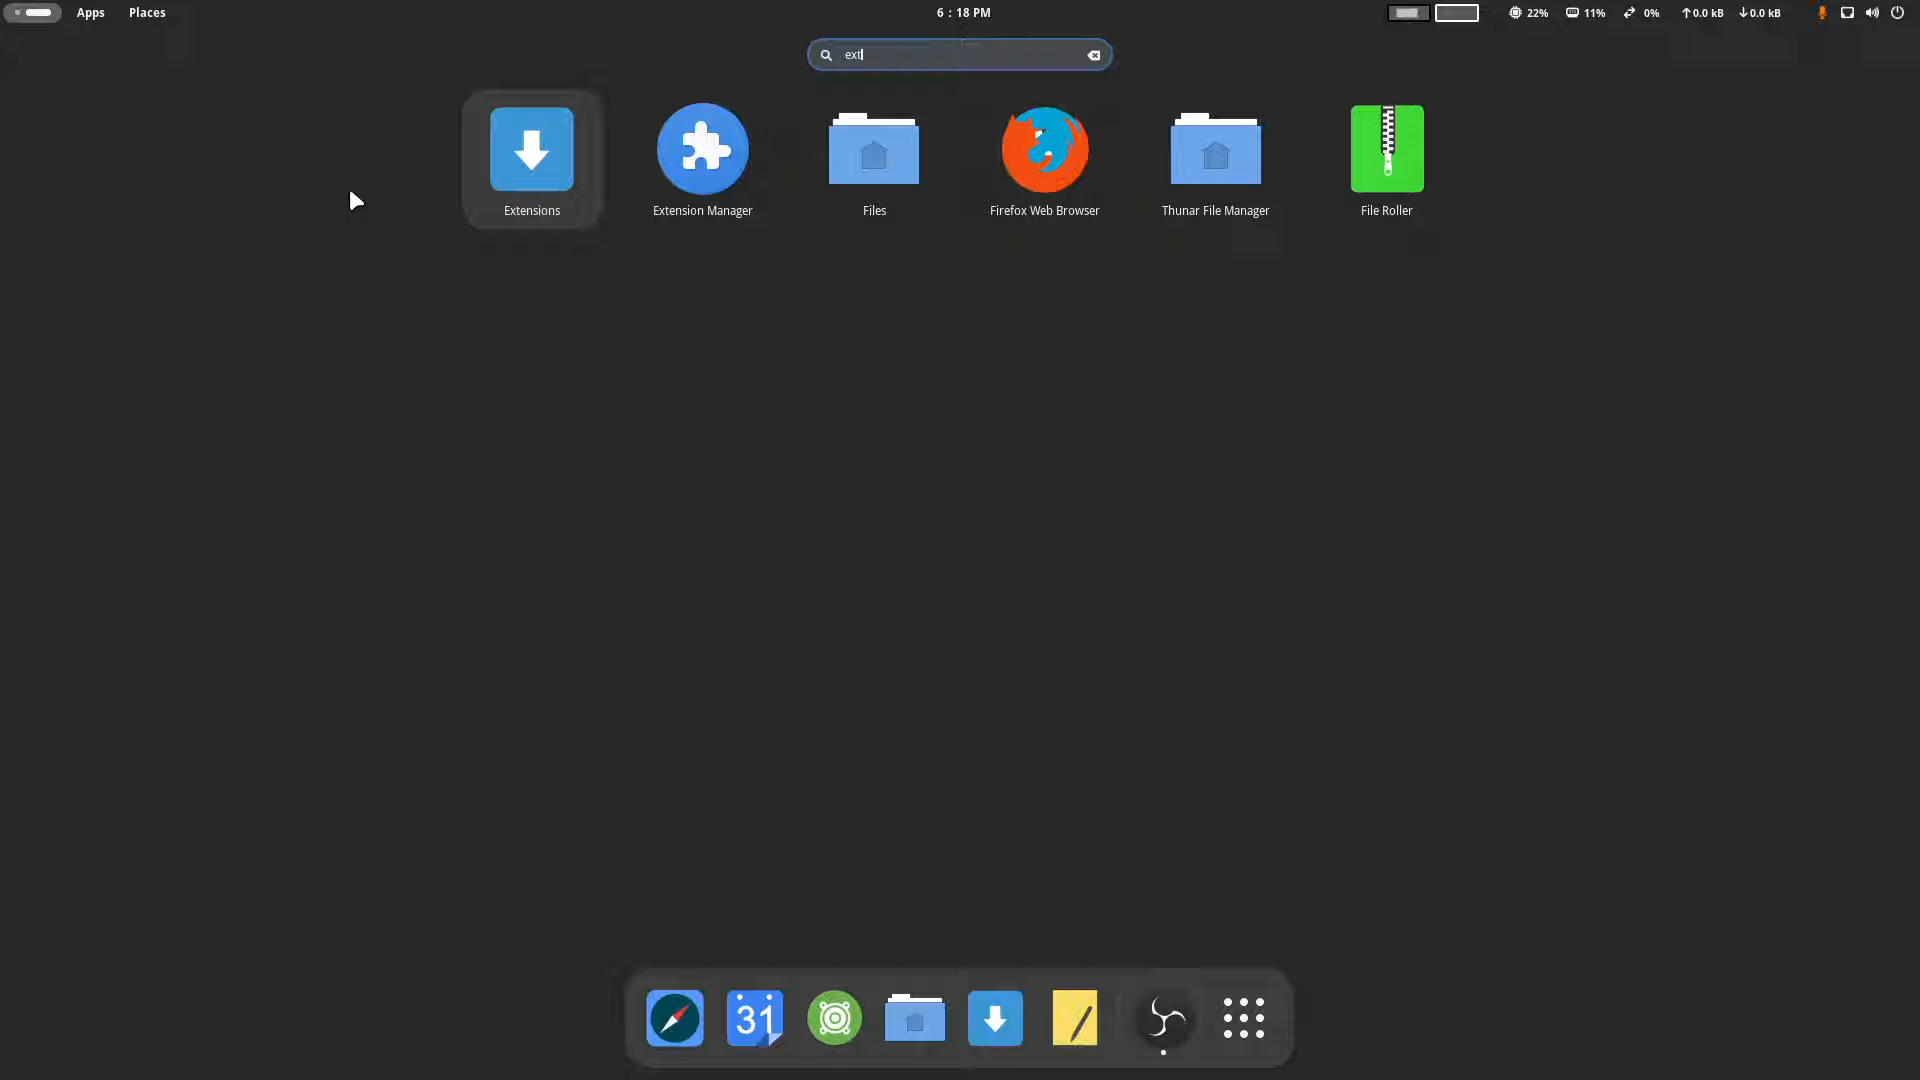 Apps Places 6 : 18 PM 22% 11% 0% 0.0 kB 0.0 kB
ext
Extensions Extension Manager Files Firefox Web Browser Thunar File Manager File Roller
31